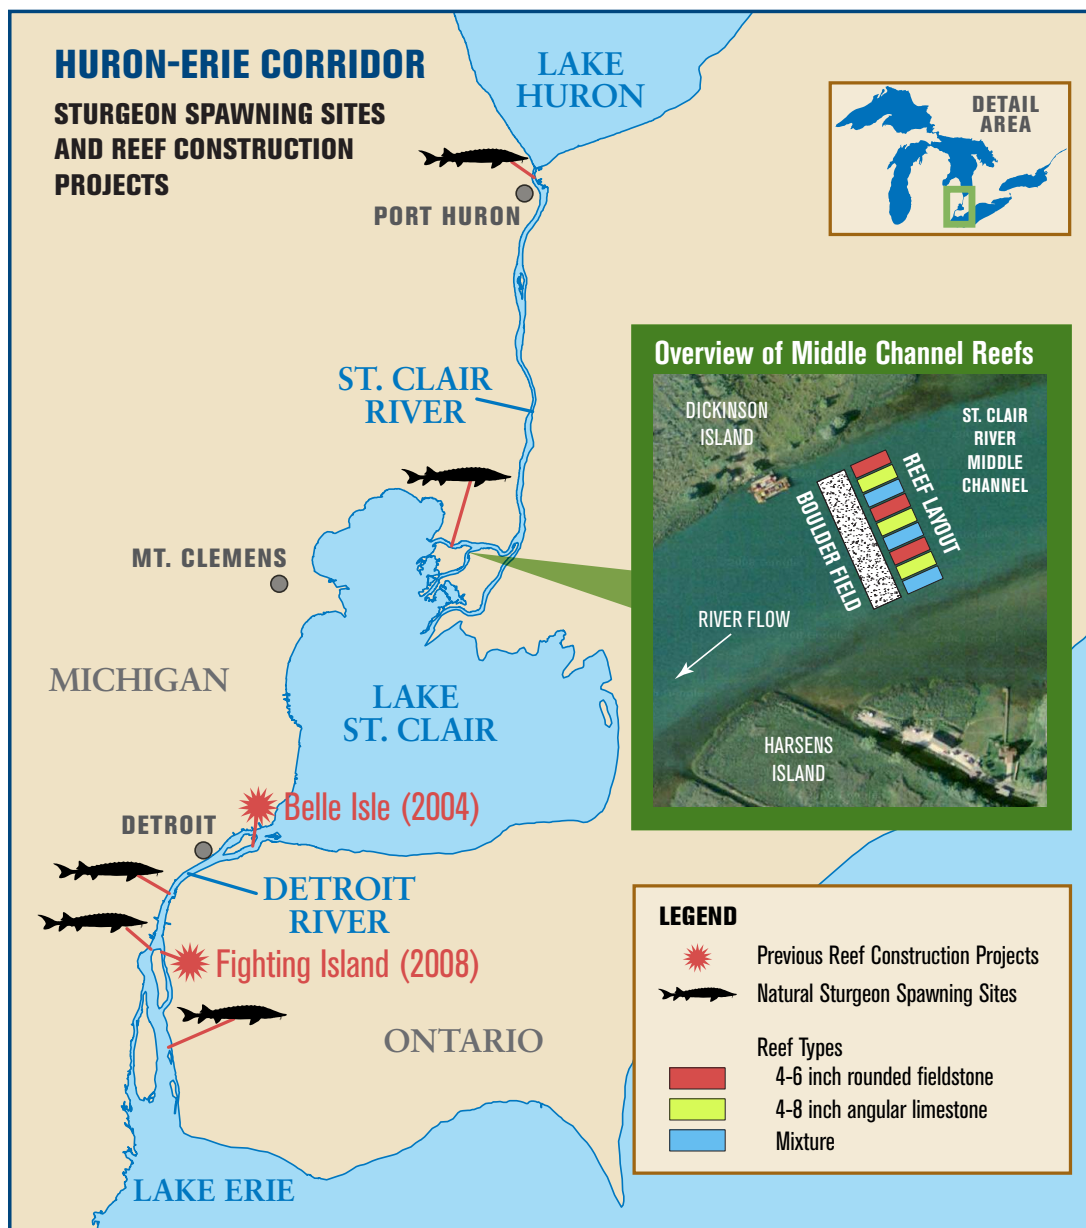 HURON-ERIE CORRIDOR
STURGEON SPAWNING SITES
AND REEF CONSTRUCTION
PROJECTS
LAKE
HURON
DETAIL
AREA
PORT HURON
ST. CLAIR
RIVER
MT. CLEMENS
MICHIGAN
LAKE
ST. CLAIR
Overview of Middle Channel Reefs
DICKINSON
ISLAND
ST. CLAIR
RIVER
MIDDLE
CHANNEL
REEF LAYOUT
BOULDER FIELD
RIVER FLOW
HARSENS
ISLAND
Belle Isle (2004)
DETROIT
DETROIT
RIVER
Fighting Island (2008)
ONTARIO
LAKE ERIE
LEGEND
Previous Reef Construction Projects
Natural Sturgeon Spawning Sites
Reef Types
4-6 inch rounded fieldstone
4-8 inch angular limestone
Mixture